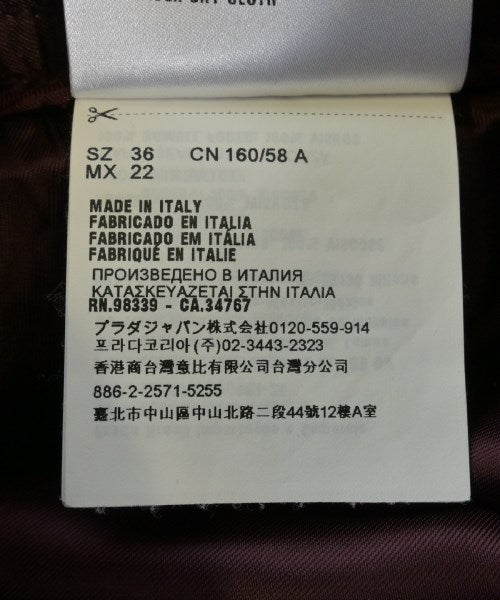 DRY CLOTH
SZ 36 CN 160/58 A
MX 22
MADE IN ITALY
FABRICADO EN ITALIA
FABRICADO EM ITÁLIA
FABRIQUÉ EN ITALIE
ПРОИЗВЕДЕНО В ИТАЛИЯ
ΚΑΤΑΣΚΕΥΑΖΕΤΑΙ ΣΤΗΝ ΙΤΑΛΙΑ
RN.98339 - CA.34767
プラダジャパン株式会社0120-559-914
프라다코리아(주)02-3443-2323
香港商台灣意比有限公司台灣分公司
886-2-2571-5255
臺北市中山區中山北路二段44號12樓A室